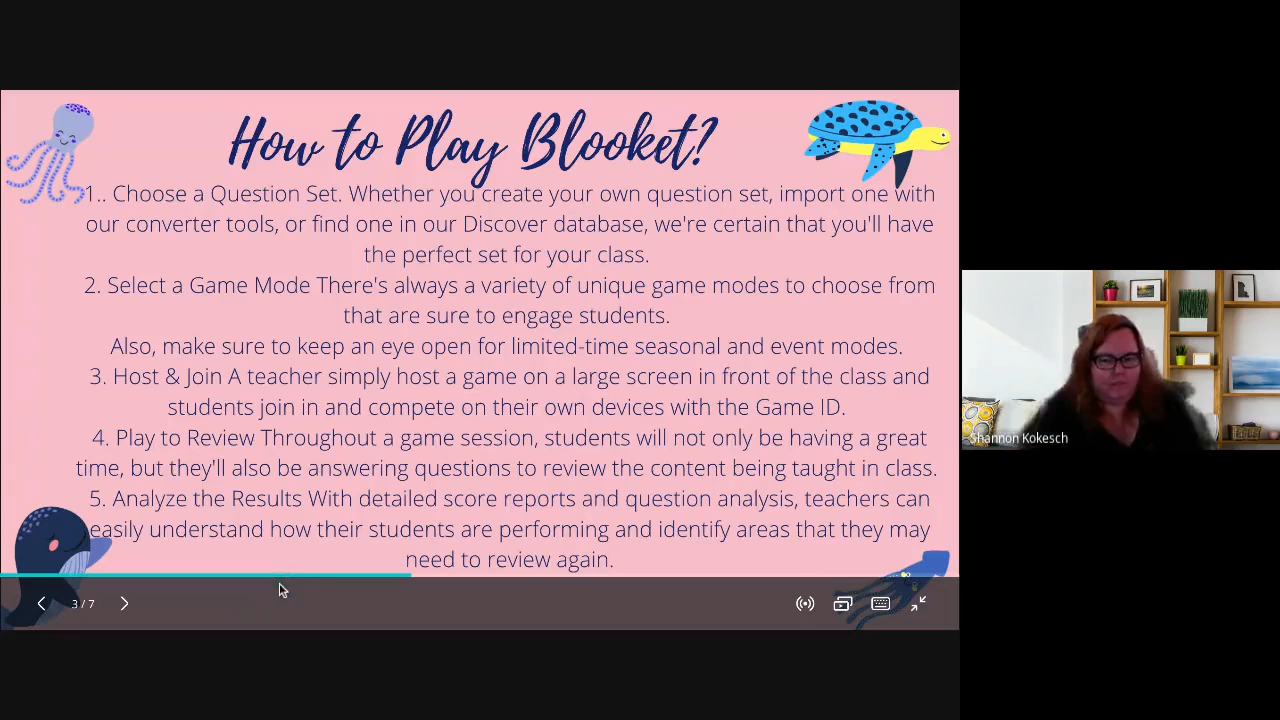 How to Play Blooket?
1.. Choose a Question Set. Whether you create your own question set, import one with
our converter tools, or find one in our Discover database, we're certain that you'll have
the perfect set for your class.
2. Select a Game Mode There's always a variety of unique game modes to choose from
that are sure to engage students.
Also, make sure to keep an eye open for limited-time seasonal and event modes.
3. Host & Join A teacher simply host a game on a large screen in front of the class and
students join in and compete on their own devices with the Game ID.
4. Play to Review Throughout a game session, students will not only be having a great
time, but they'll also be answering questions to review the content being taught in class.
5. Analyze the Results With detailed score reports and question analysis, teachers can
easily understand how their students are performing and identify areas that they may
need to review again.
3 / 7
Shannon Kokesch